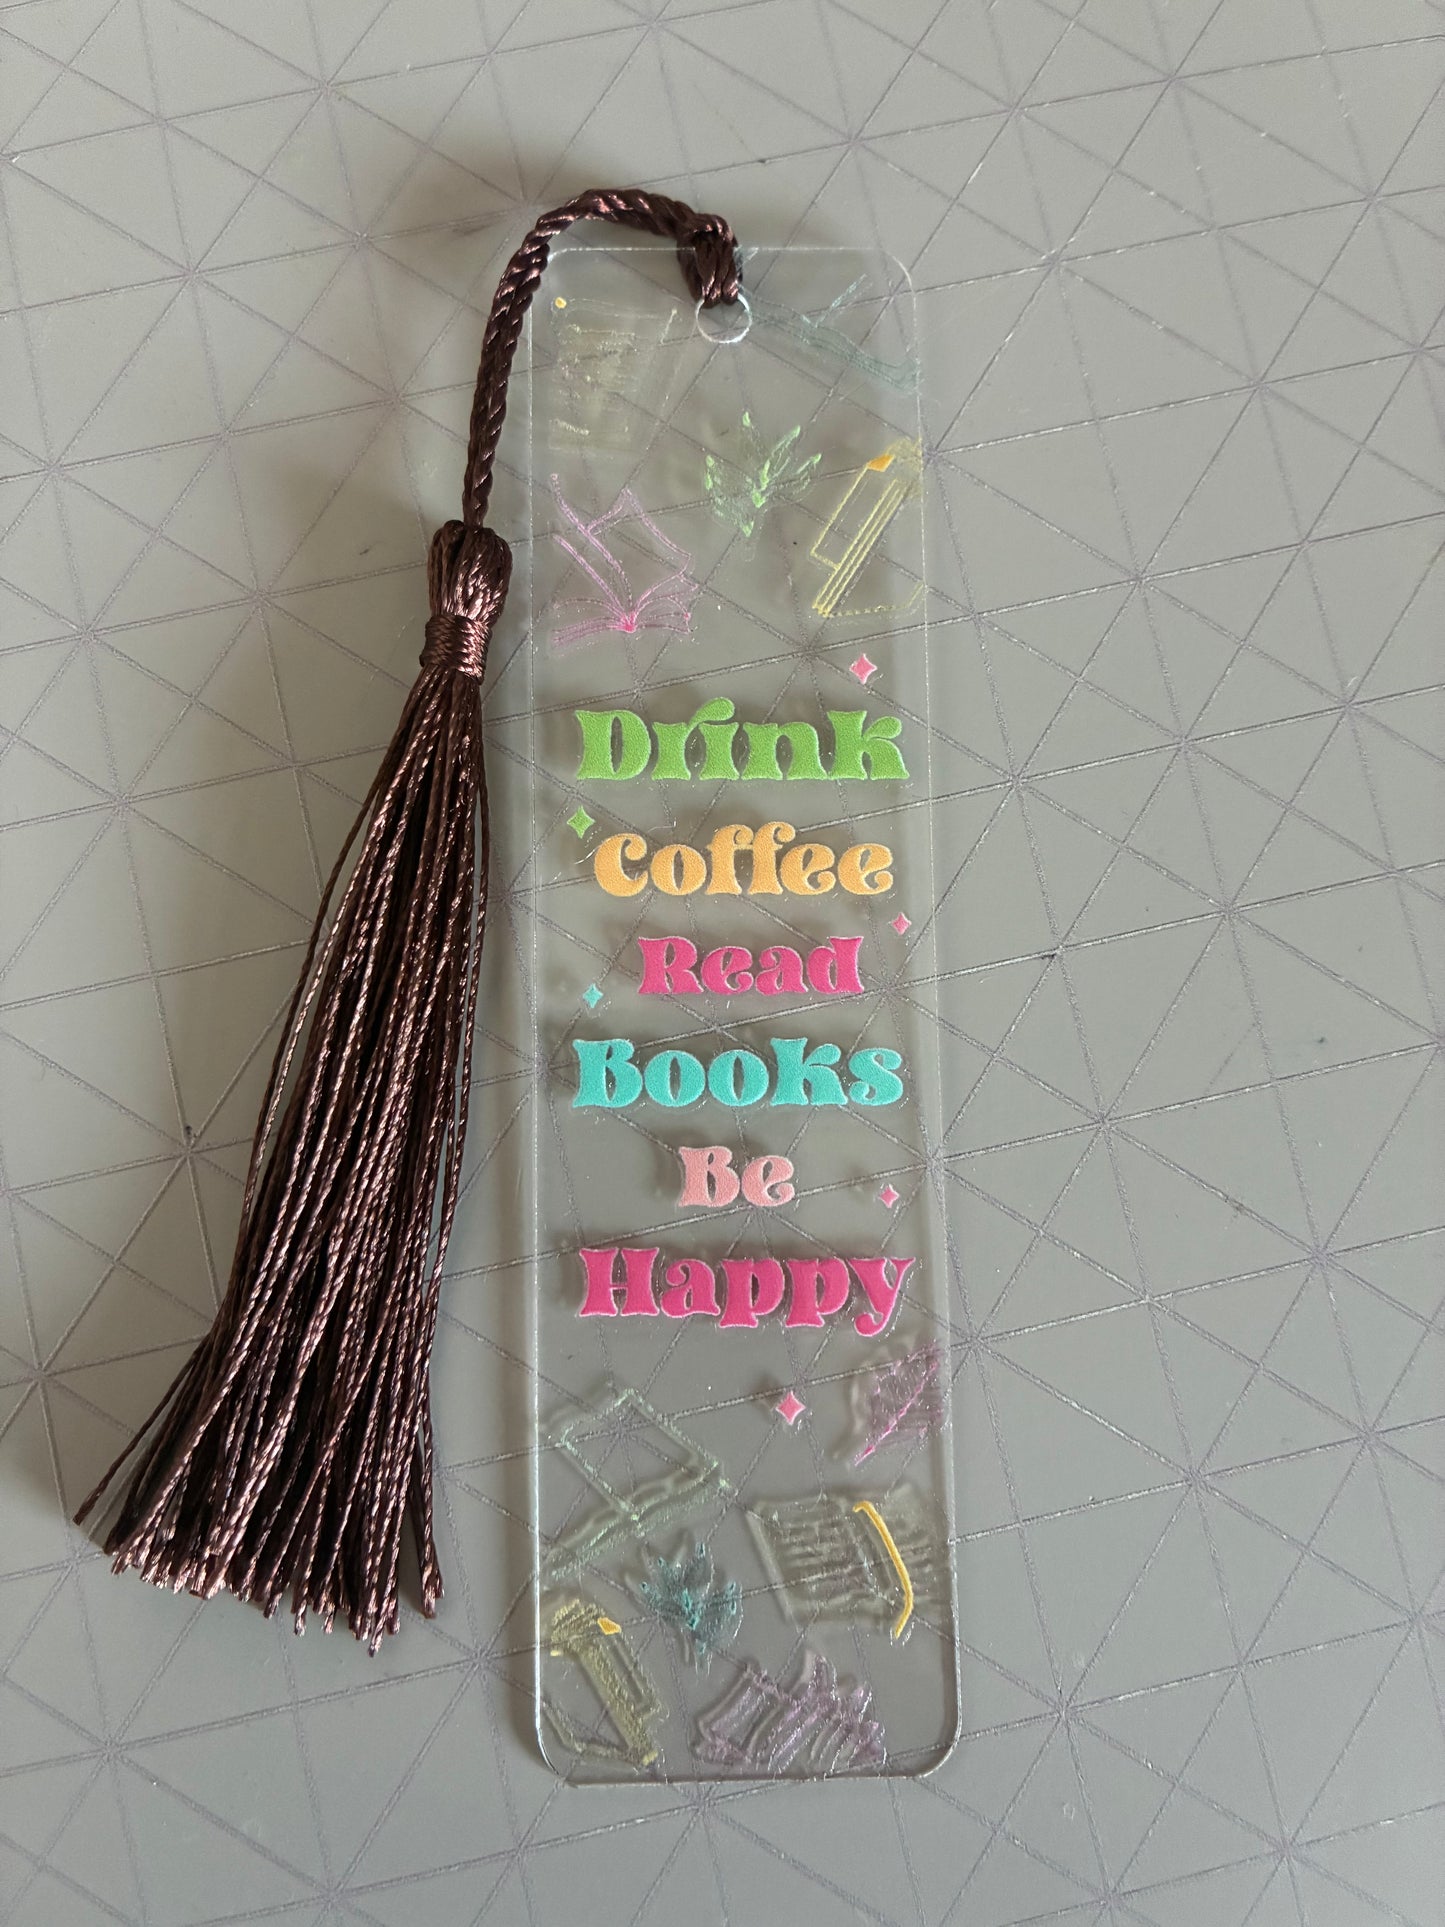 Drink
Coffee
Read
Books
Be
Happy